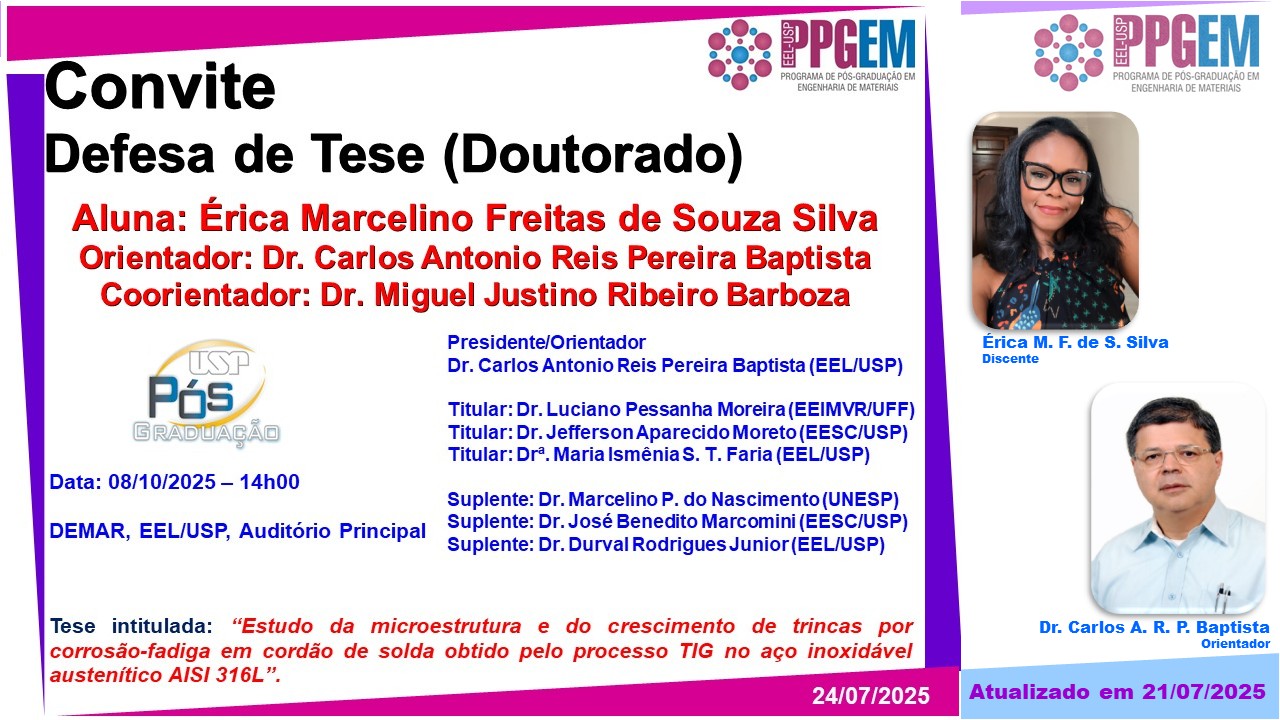 EEL-USP
PPGEM
PROGRAMA DE PÓS-GRADUAÇÃO EM
ENGENHARIA DE MATERIAIS
Convite
Defesa de Tese (Doutorado)
Aluna: Érica Marcelino Freitas de Souza Silva
Orientador: Dr. Carlos Antonio Reis Pereira Baptista
Coorientador: Dr. Miguel Justino Ribeiro Barboza
USP
Pós
GRADUAÇÃO
Data: 08/10/2025 – 14h00
DEMAR, EEL/USP, Auditório Principal
Presidente/Orientador
Dr. Carlos Antonio Reis Pereira Baptista (EEL/USP)
Titular: Dr. Luciano Pessanha Moreira (EEIMVR/UFF)
Titular: Dr. Jefferson Aparecido Moreto (EESC/USP)
Titular: Drª. Maria Ismênia S. T. Faria (EEL/USP)
Suplente: Dr. Marcelino P. do Nascimento (UNESP)
Suplente: Dr. José Benedito Marcomini (EESC/USP)
Suplente: Dr. Durval Rodrigues Junior (EEL/USP)
Tese intitulada: “Estudo da microestrutura e do crescimento de trincas por
corrosão-fadiga em cordão de solda obtido pelo processo TIG no aço inoxidável
austenítico AISI 316L”.
24/07/2025
EEL-USP
PPGEM
PROGRAMA DE PÓS-GRADUAÇÃO EM
ENGENHARIA DE MATERIAIS
Érica M. F. de S. Silva
Discente
Dr. Carlos A. R. P. Baptista
Orientador
Atualizado em 21/07/2025